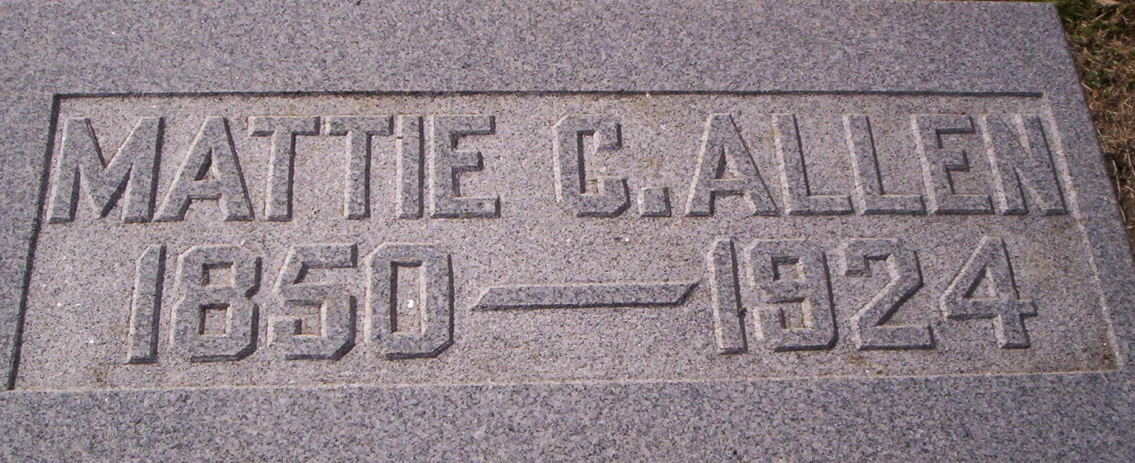 MATTIE C. ALLEN
1850 — 1924